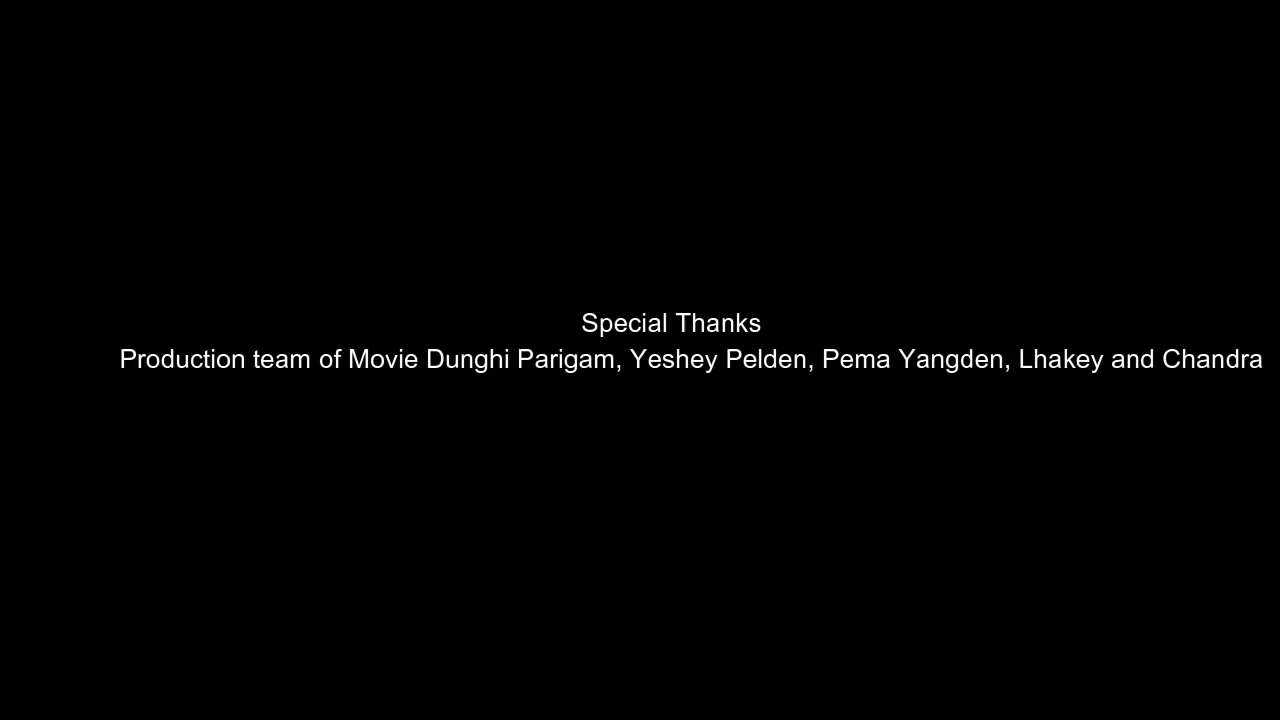 Special Thanks
Production team of Movie Dunghi Parigam, Yeshey Pelden, Pema Yangden, Lhakey and Chandra